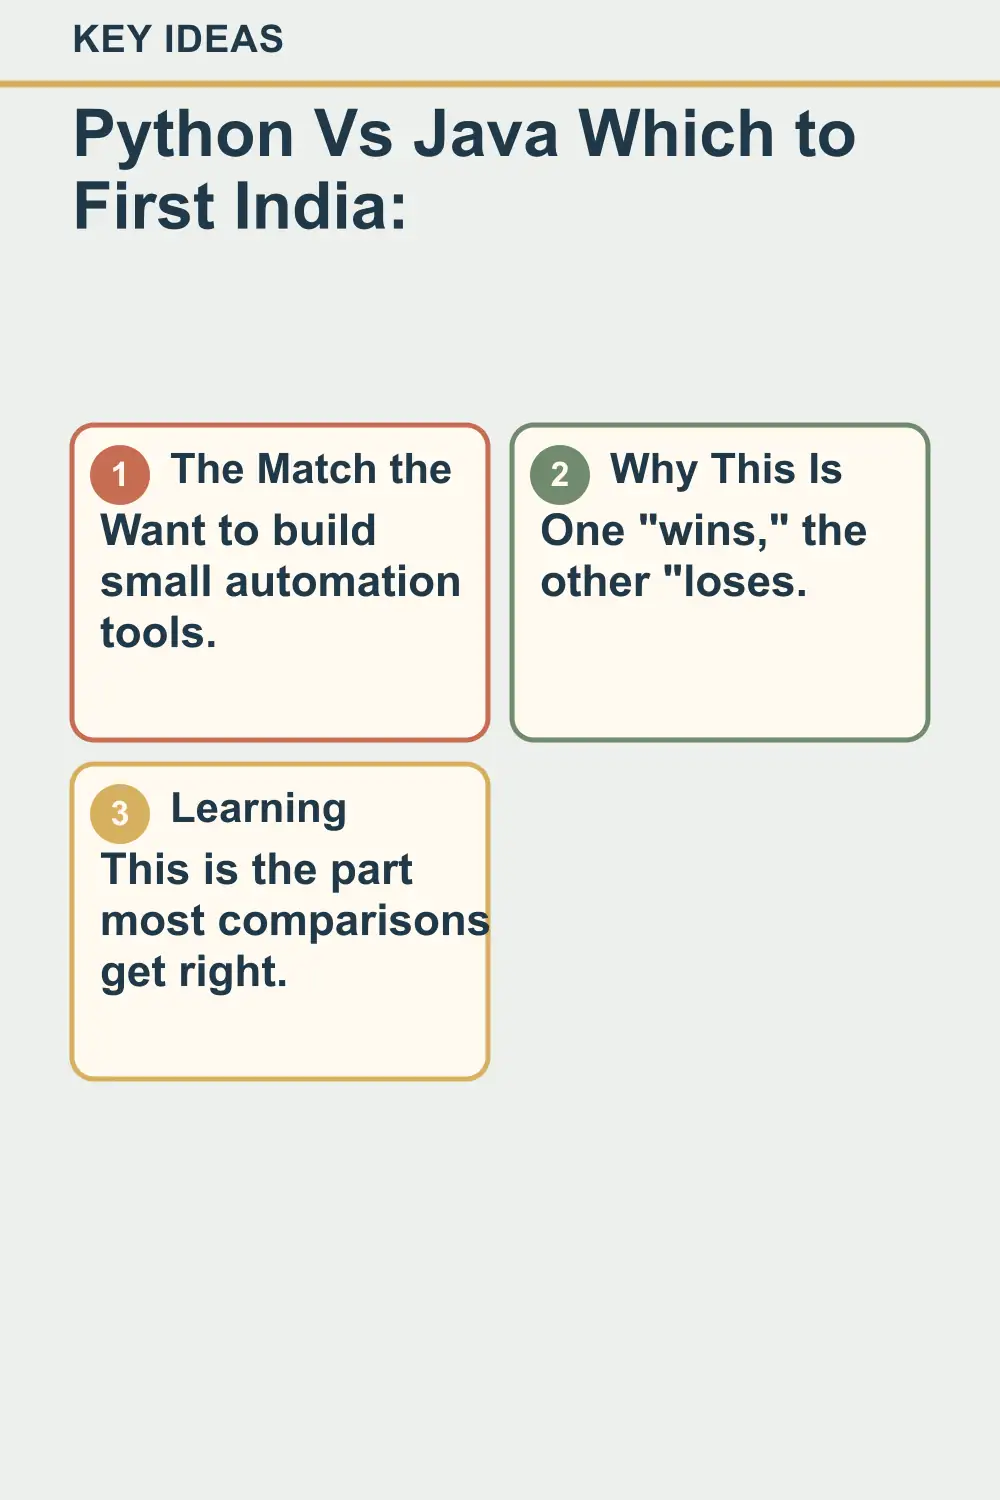 KEY IDEAS
Python Vs Java Which to
First India:
1 The Match the
Want to build
small automation
tools.
2 Why This Is
One "wins," the
other "loses.
3 Learning
This is the part
most comparisons
get right.